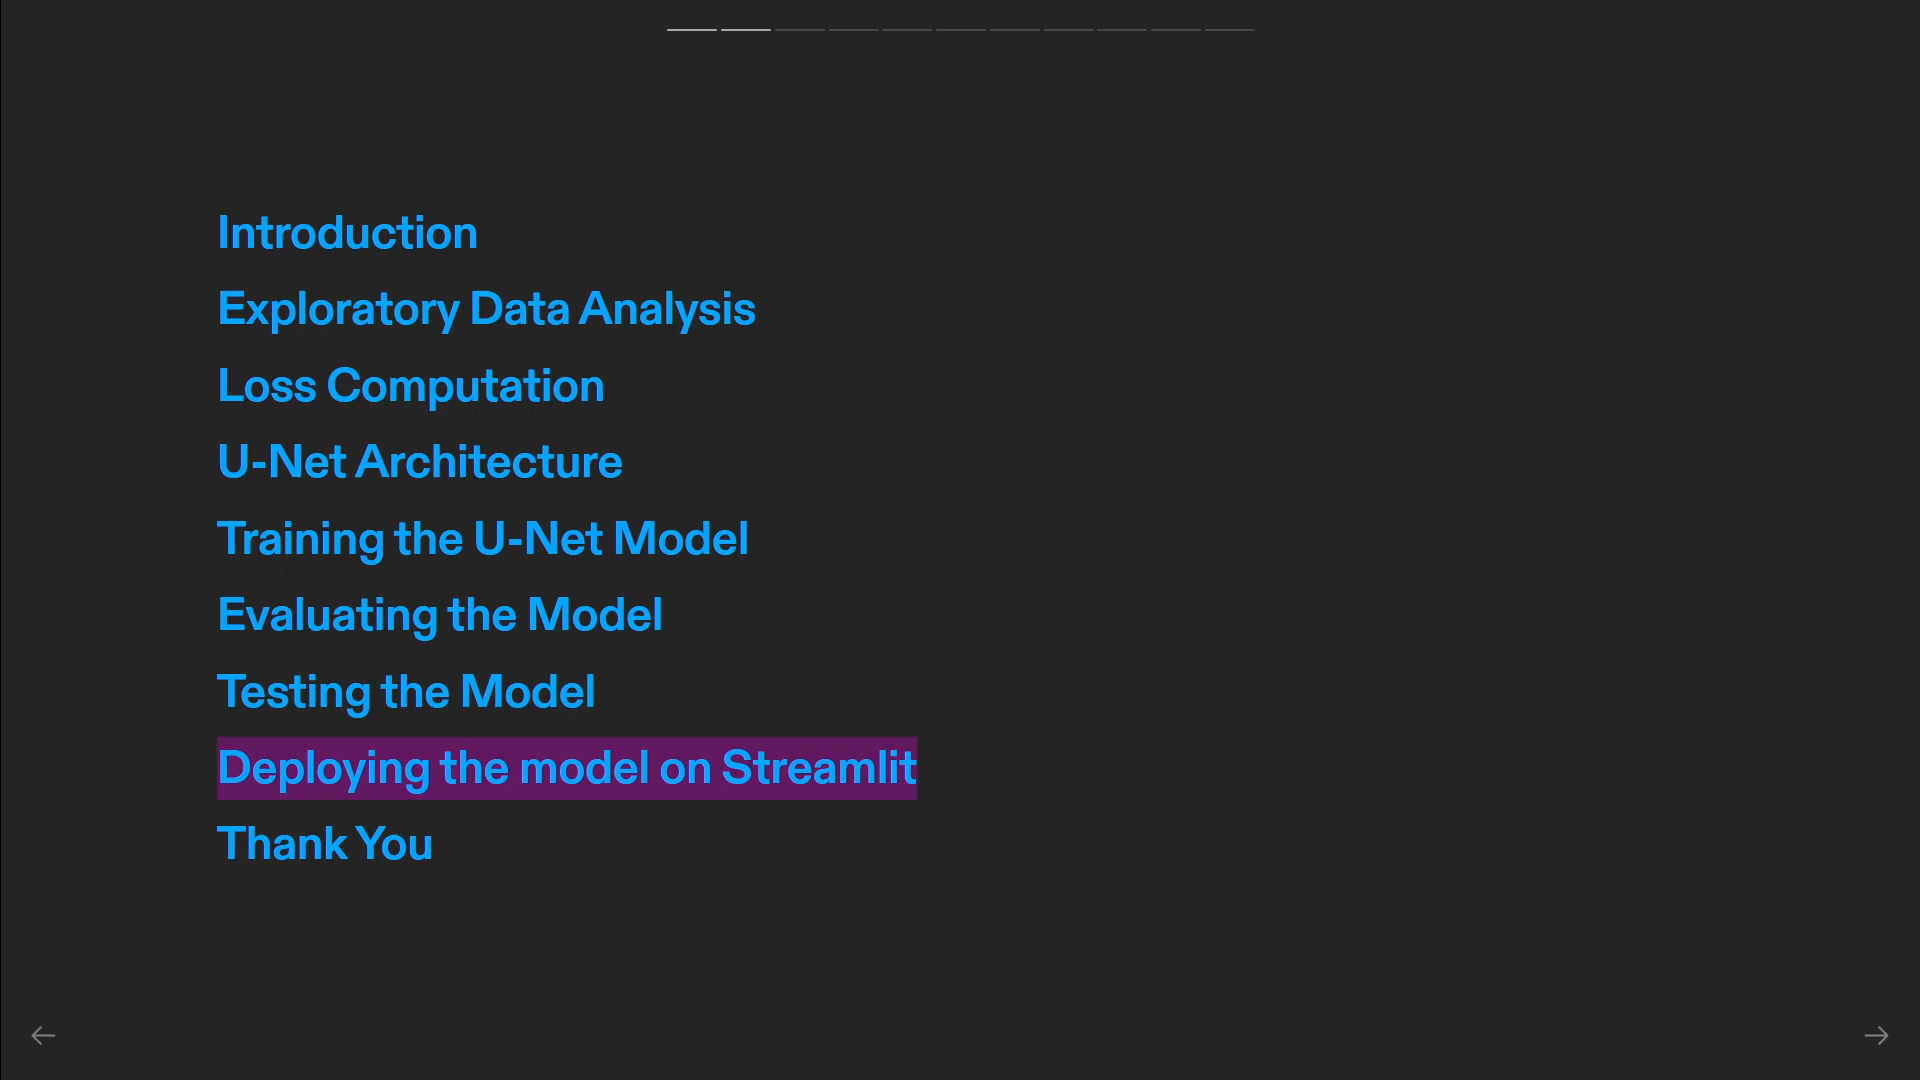 Introduction
Exploratory Data Analysis
Loss Computation
U-Net Architecture
Training the U-Net Model
Evaluating the Model
Testing the Model
Deploying the model on Streamlit
Thank You